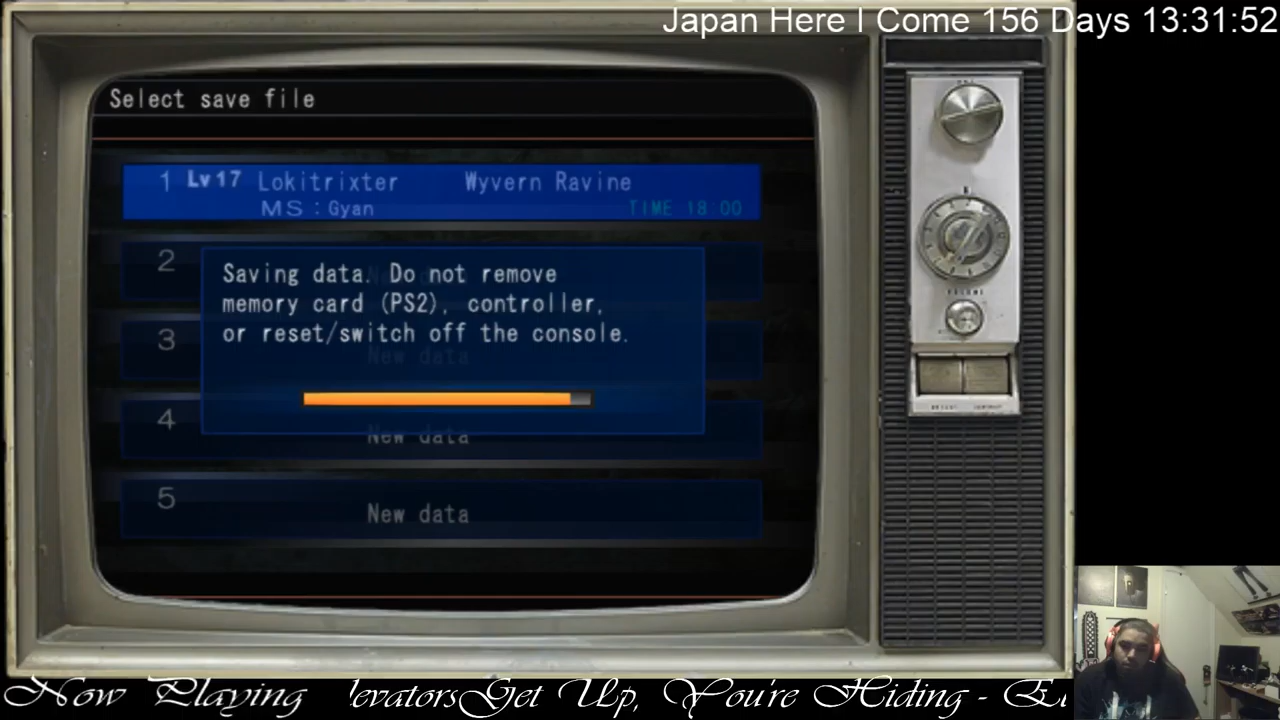 Japan Here I Come 156 Days 13:31:52
Select save file
1 Lv17 Lokitrixter Wyvern Ravine
MS : Gyan TIME 18:00
2
Saving data. Do not remove
memory card (PS2), controller,
or reset/switch off the console.
3
New data
4
New data
5
New data
Now Playing levatorsGet Up, You're Hiding - E